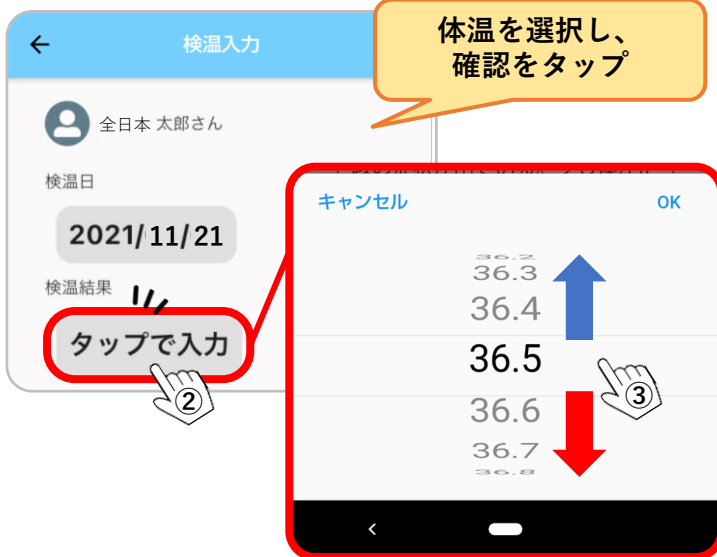 検温入力
体温を選択し、
確認をタップ
全日本 太郎さん
検温日
2021/11/21
検温結果
タップで入力
②
キャンセル OK
36.2
36.3
36.4
36.5
③
36.6
36.7
36.8